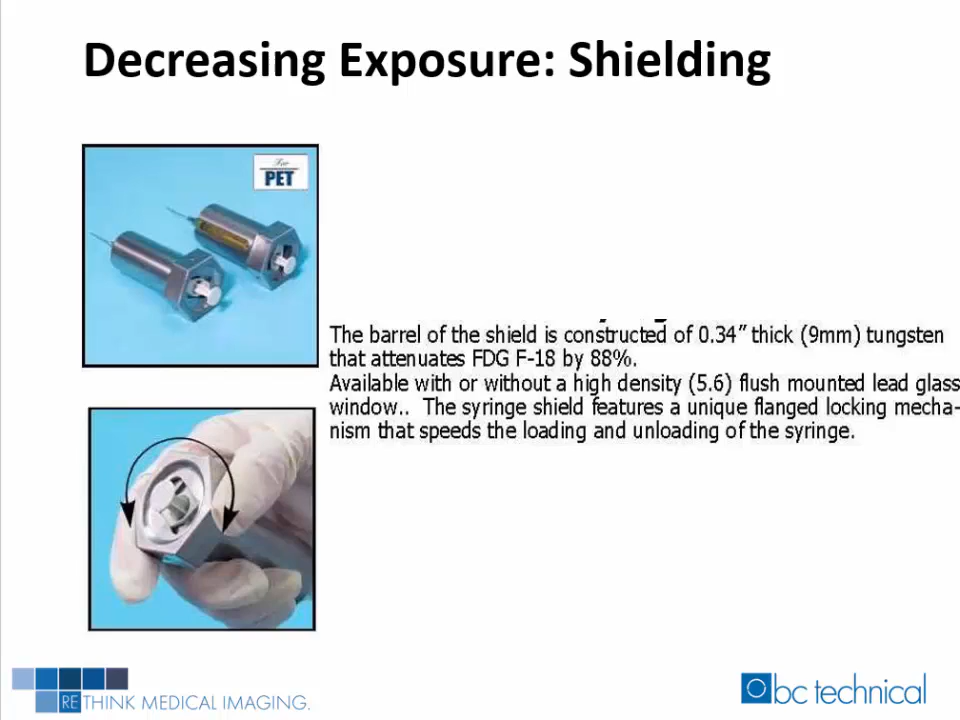 Decreasing Exposure: Shielding
For
PET
The barrel of the shield is constructed of 0.34” thick (9mm) tungsten
that attenuates FDG F-18 by 88%.
Available with or without a high density (5.6) flush mounted lead glass
window.. The syringe shield features a unique flanged locking mecha-
nism that speeds the loading and unloading of the syringe.
RETHINK MEDICAL IMAGING.
bc technical